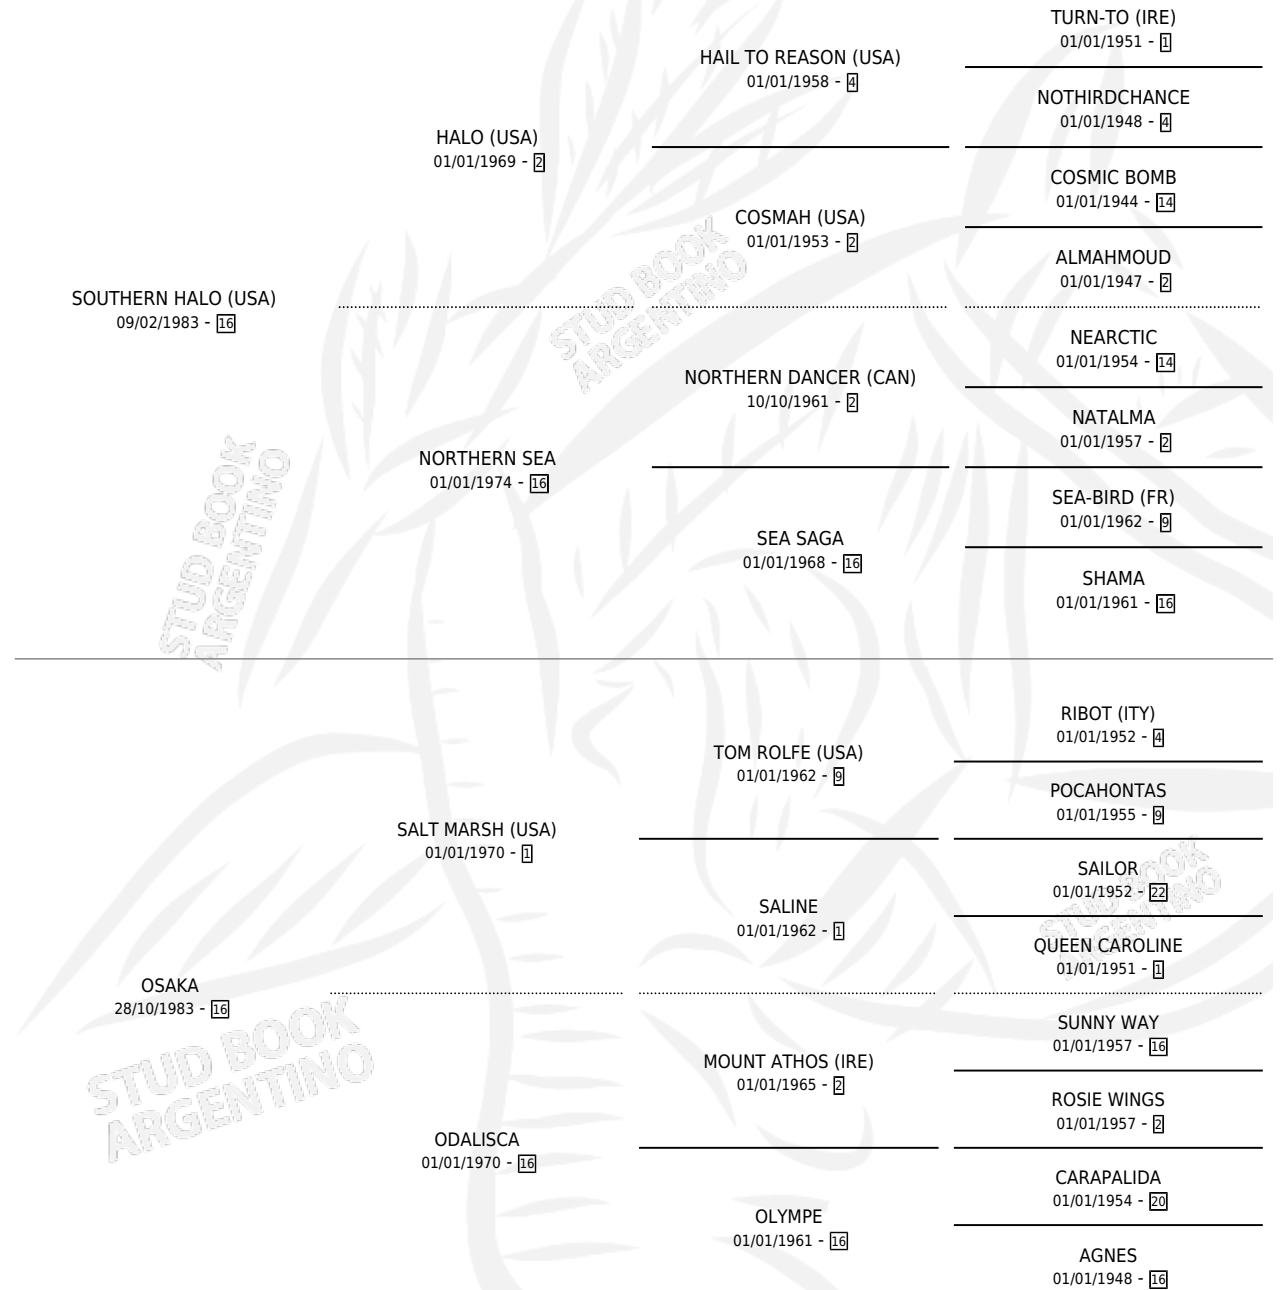 TURN-TO (IRE)
01/01/1951 - 1
HAIL TO REASON (USA)
01/01/1958 - 4
NOTHIRDCHANCE
01/01/1948 - 4
HALO (USA)
01/01/1969 - 2
COSMIC BOMB
01/01/1944 - 14
COSMAH (USA)
01/01/1953 - 2
ALMAHMOUD
01/01/1947 - 2
SOUTHERN HALO (USA)
09/02/1983 - 16
NEARCTIC
01/01/1954 - 14
NORTHERN DANCER (CAN)
10/10/1961 - 2
NATALMA
01/01/1957 - 2
NORTHERN SEA
01/01/1974 - 16
SEA-BIRD (FR)
01/01/1962 - 9
SEA SAGA
01/01/1968 - 16
SHAMA
01/01/1961 - 16
RIBOT (ITY)
01/01/1952 - 4
TOM ROLFE (USA)
01/01/1962 - 9
POCAHONTAS
01/01/1955 - 9
SALT MARSH (USA)
01/01/1970 - 1
SAILOR
01/01/1952 - 22
SALINE
01/01/1962 - 1
QUEEN CAROLINE
01/01/1951 - 1
OSAKA
28/10/1983 - 16
SUNNY WAY
01/01/1957 - 16
MOUNT ATHOS (IRE)
01/01/1965 - 2
ROSIE WINGS
01/01/1957 - 2
ODALISCA
01/01/1970 - 16
CARAPALIDA
01/01/1954 - 20
OLYMPE
01/01/1961 - 16
AGNES
01/01/1948 - 16
STUD BOOK
ARGENTINO
STUD BOOK
ARGENTINO
STUD BOOK
ARGENTINO
STUD BOOK
ARGENTINO